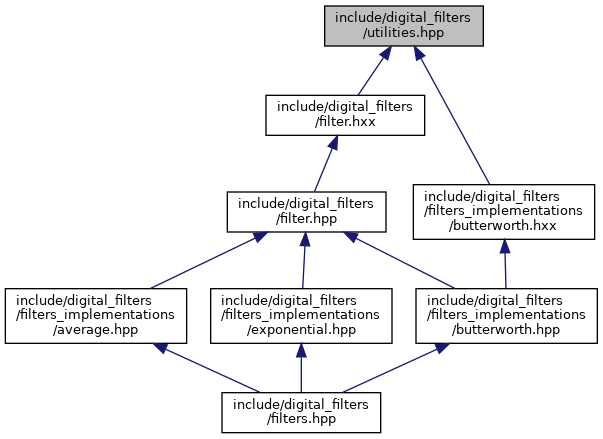 include/digital_filters
/utilities.hpp
include/digital_filters
/filter.hxx
include/digital_filters
/filter.hpp
include/digital_filters
/filters_implementations
/butterworth.hxx
include/digital_filters
/filters_implementations
/average.hpp
include/digital_filters
/filters_implementations
/exponential.hpp
include/digital_filters
/filters_implementations
/butterworth.hpp
include/digital_filters
/filters.hpp